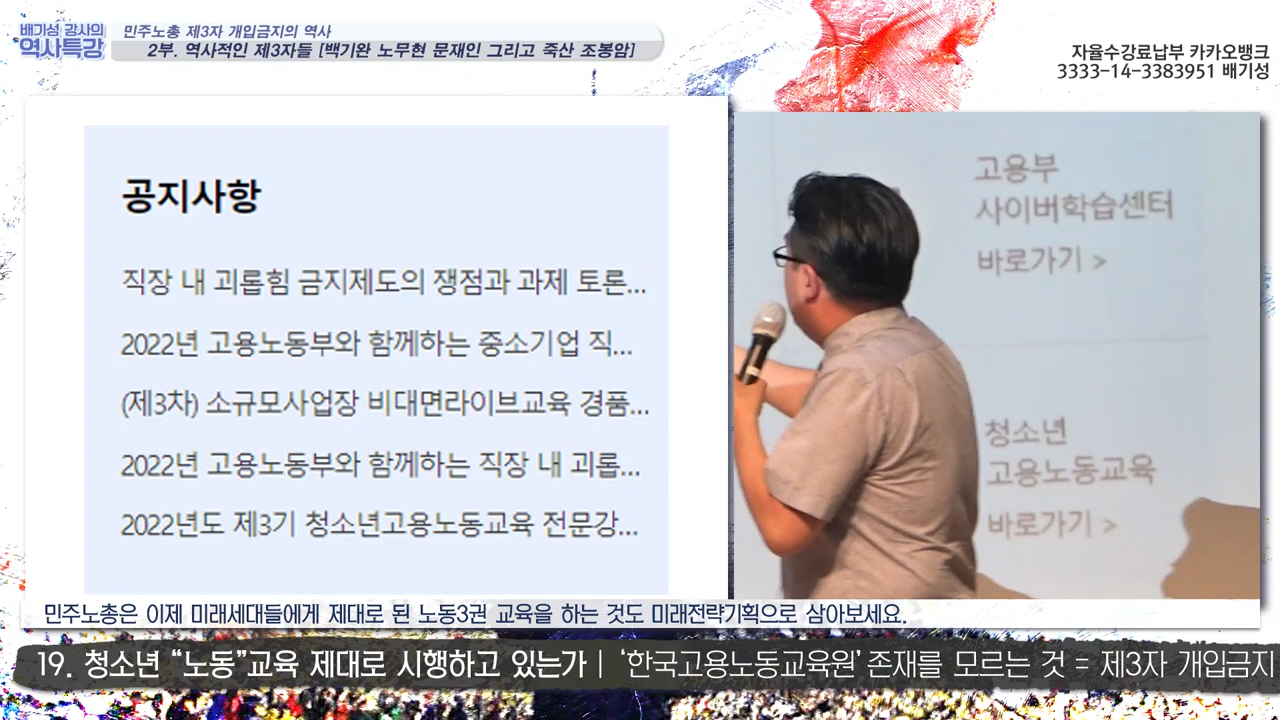 배기성 강사의
역사특강
민주노총 제3자 개입금지의 역사
2부. 역사적인 제3자들 [백기완 노무현 문재인 그리고 죽산 조봉암]
자율수강료납부 카카오뱅크
3333-14-3383951 배기성
공지사항
직장 내 괴롭힘 금지제도의 쟁점과 과제 토론...
2022년 고용노동부와 함께하는 중소기업 직...
(제3차) 소규모사업장 비대면라이브교육 경품...
2022년 고용노동부와 함께하는 직장 내 괴롭...
2022년도 제3기 청소년고용노동교육 전문강...
고용부
사이버학습센터
바로가기 >
청소년
고용노동교육
바로가기 >
민주노총은 이제 미래세대들에게 제대로 된 노동3권 교육을 하는 것도 미래전략기획으로 삼아보세요.
19. 청소년 “노동”교육 제대로 시행하고 있는가 | ‘한국고용노동교육원’ 존재를 모르는 것 = 제3자 개입금지